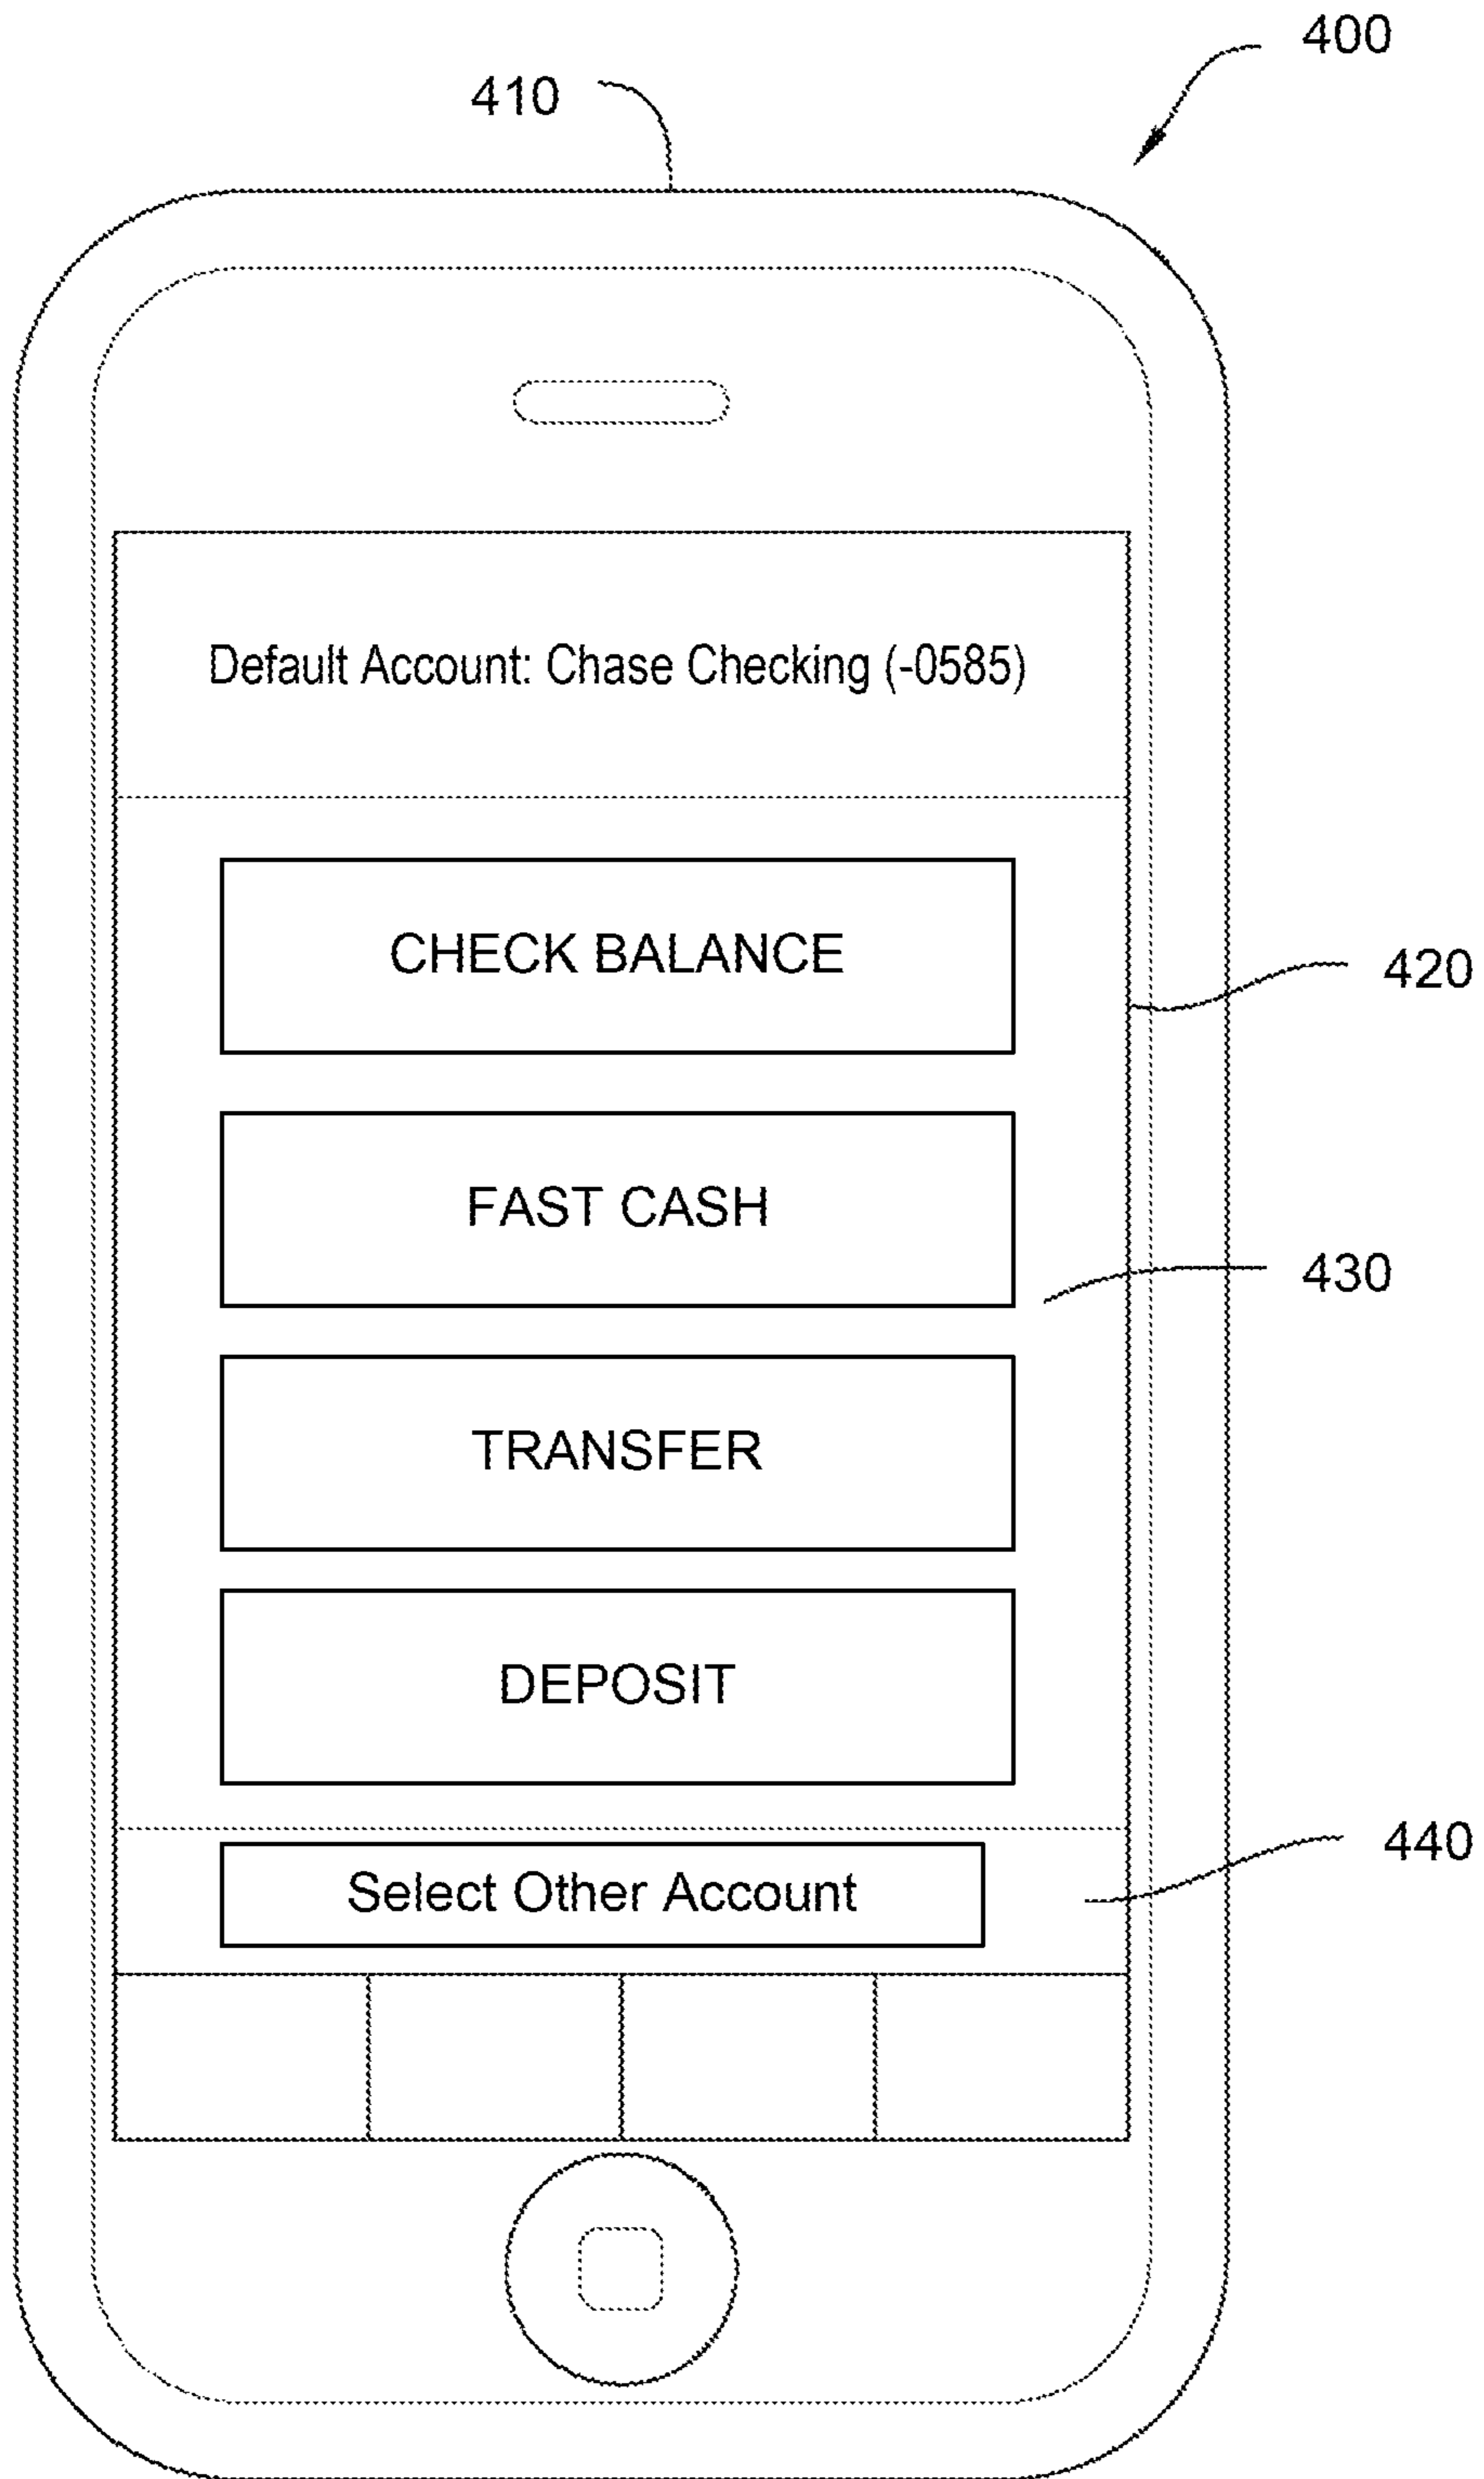 400
410
Default Account: Chase Checking (-0585)
CHECK BALANCE
420
FAST CASH
430
TRANSFER
DEPOSIT
440
Select Other Account